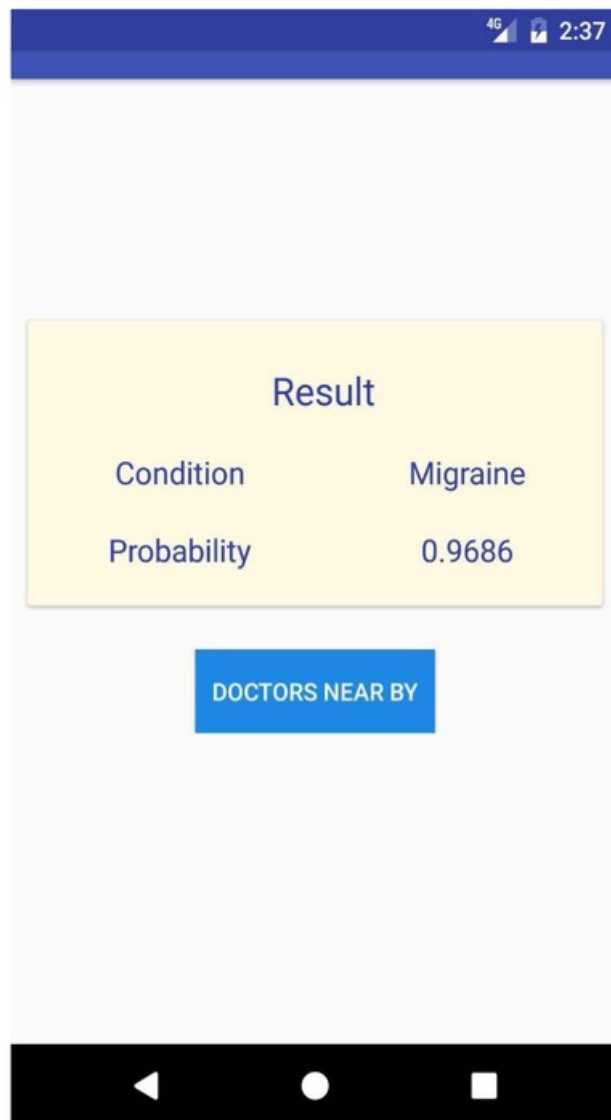 4G 2:37
Result
Condition Migraine
Probability 0.9686
DOCTORS NEAR BY